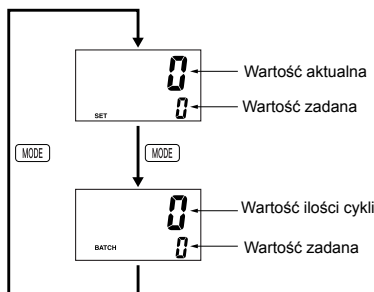 0 Wartość aktualna
0 Wartość zadana
SET
MODE MODE
0 Wartość ilości cykli
BATCH 0 Wartość zadana